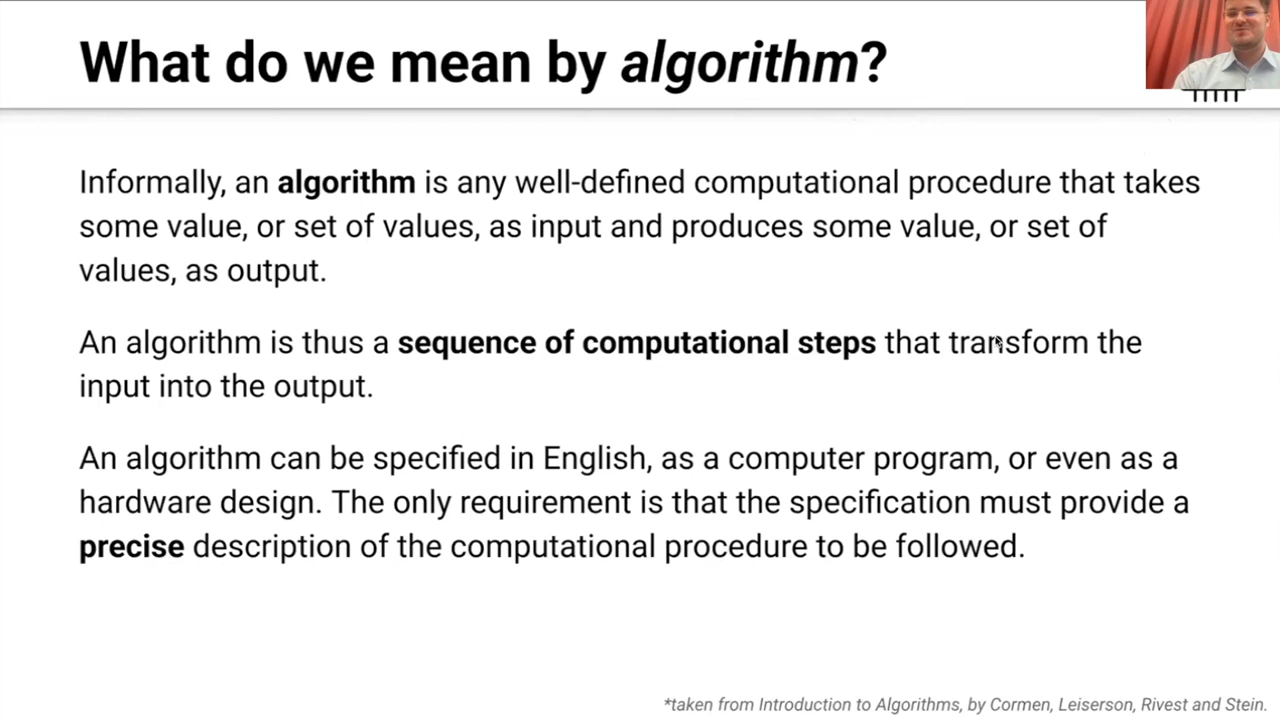 What do we mean by algorithm?
Informally, an algorithm is any well-defined computational procedure that takes
some value, or set of values, as input and produces some value, or set of
values, as output.
An algorithm is thus a sequence of computational steps that transform the
input into the output.
An algorithm can be specified in English, as a computer program, or even as a
hardware design. The only requirement is that the specification must provide a
precise description of the computational procedure to be followed.
*taken from Introduction to Algorithms, by Cormen, Leiserson, Rivest and Stein.